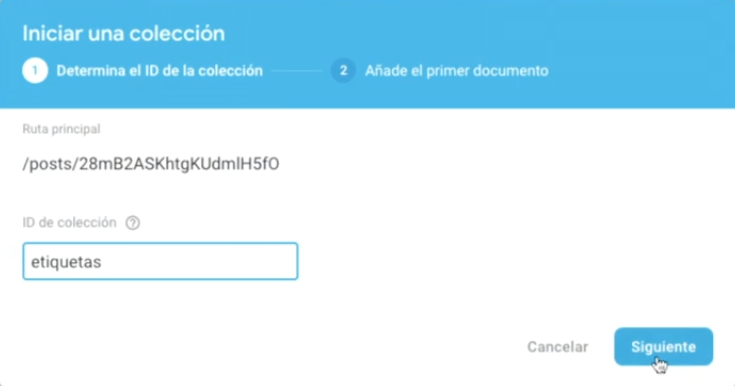 Iniciar una colección
1 Determina el ID de la colección 2 Añade el primer documento
Ruta principal
/posts/28mB2ASKhtgKUdmlH5fO
ID de colección ?
etiquetas
Cancelar Siguiente